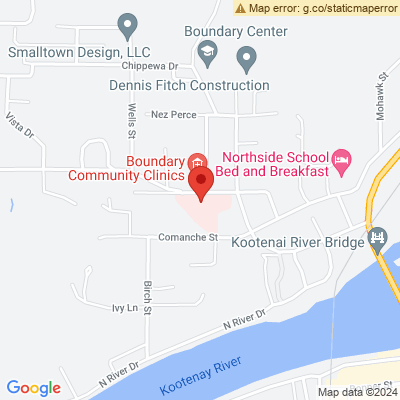 Map error: g.co/staticmaperror
Smalltown Design, LLC
Boundary Center
Chippewa Dr
Dennis Fitch Construction
Mohawk St
Wells St
Nez Perce
Vista Dr
Boundary
Community Clinics
Northside School
Bed and Breakfast
Comanche St
Kootenai River Bridge
Birch St
Ivy Ln
N River Dr
N River Dr
Kootenay River
Google
Map data ©2024